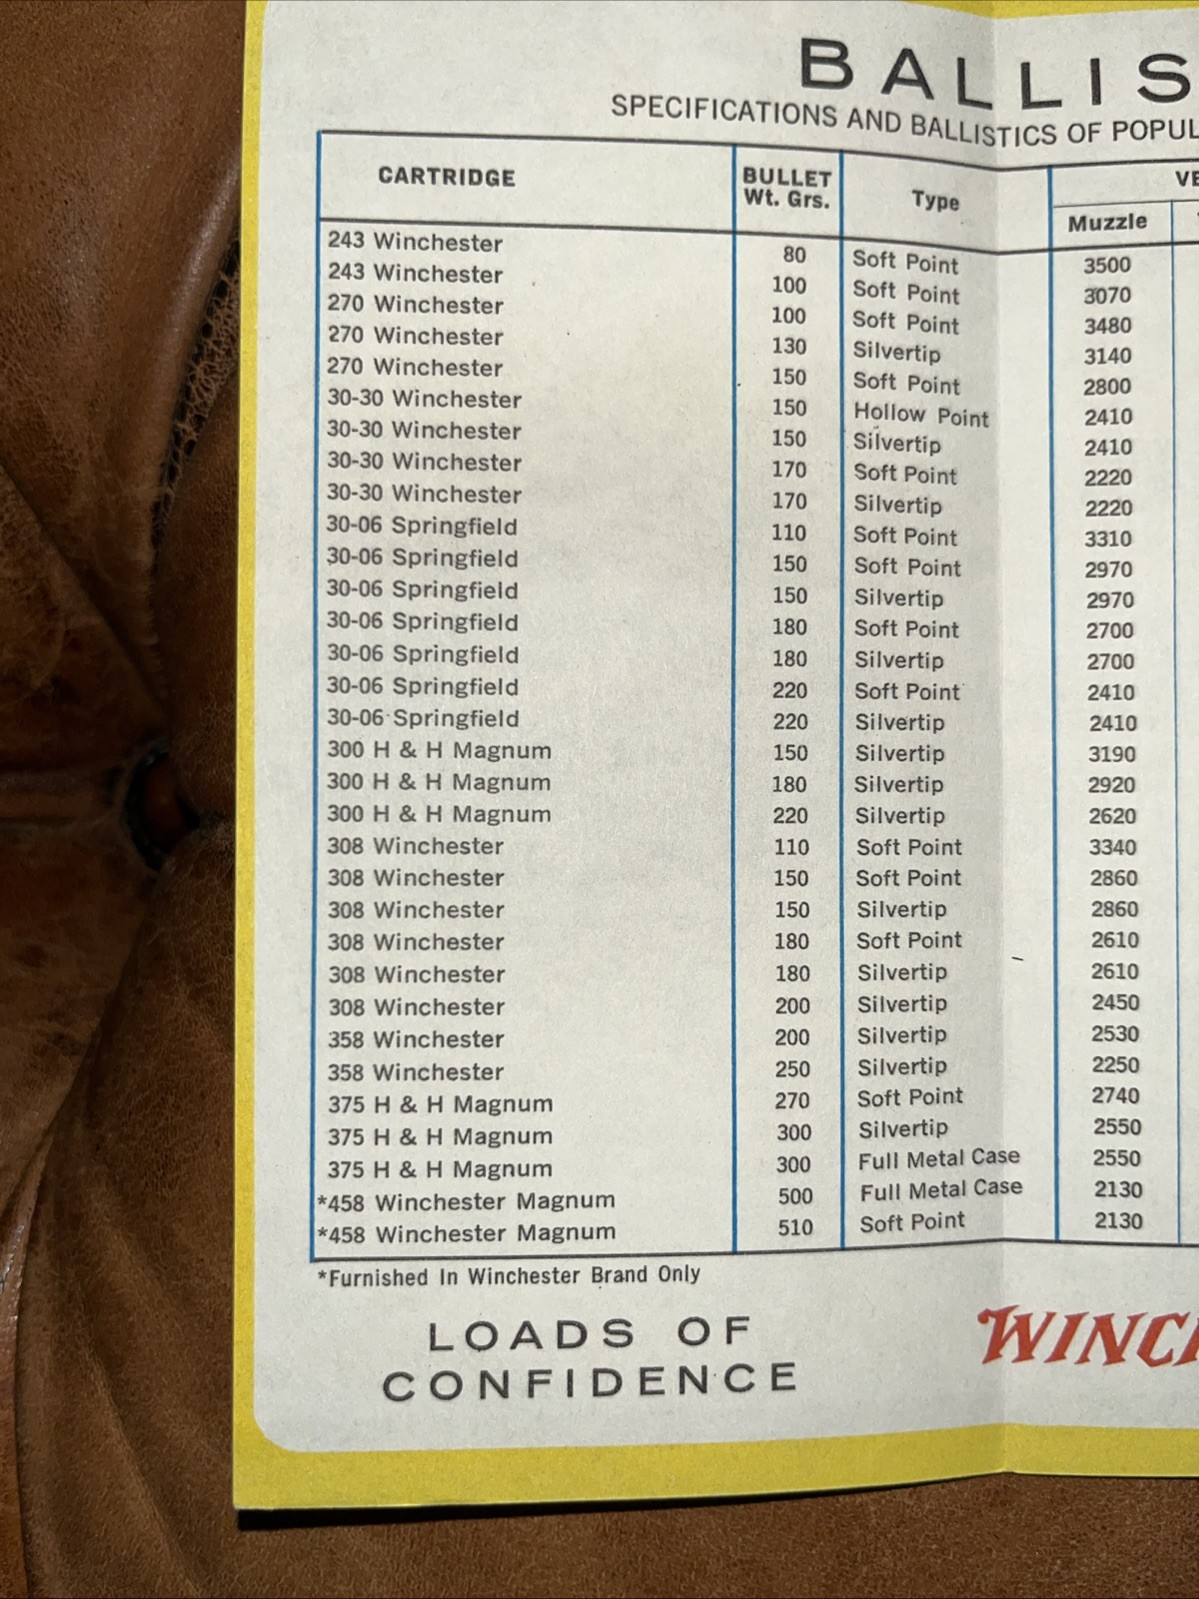 BALLIS
SPECIFICATIONS AND BALLISTICS OF POPUL
CARTRIDGE BULLET Wt. Grs. Type VE
Muzzle
243 Winchester 80 Soft Point 3500
243 Winchester 100 Soft Point 3070
270 Winchester 100 Soft Point 3480
270 Winchester 130 Silvertip 3140
270 Winchester 150 Soft Point 2800
30-30 Winchester 150 Hollow Point 2410
30-30 Winchester 150 Silvertip 2410
30-30 Winchester 170 Soft Point 2220
30-30 Winchester 170 Silvertip 2220
30-06 Springfield 110 Soft Point 3310
30-06 Springfield 150 Soft Point 2970
30-06 Springfield 150 Silvertip 2970
30-06 Springfield 180 Soft Point 2700
30-06 Springfield 180 Silvertip 2700
30-06 Springfield 220 Soft Point 2410
30-06 Springfield 220 Silvertip 2410
300 H & H Magnum 150 Silvertip 3190
300 H & H Magnum 180 Silvertip 2920
300 H & H Magnum 220 Silvertip 2620
308 Winchester 110 Soft Point 3340
308 Winchester 150 Soft Point 2860
308 Winchester 150 Silvertip 2860
308 Winchester 180 Soft Point 2610
308 Winchester 180 Silvertip 2610
308 Winchester 200 Silvertip 2450
358 Winchester 200 Silvertip 2530
358 Winchester 250 Silvertip 2250
375 H & H Magnum 270 Soft Point 2740
375 H & H Magnum 300 Silvertip 2550
375 H & H Magnum 300 Full Metal Case 2550
*458 Winchester Magnum 500 Full Metal Case 2130
*458 Winchester Magnum 510 Soft Point 2130
*Furnished In Winchester Brand Only
LOADS OF
CONFIDENCE
WINC